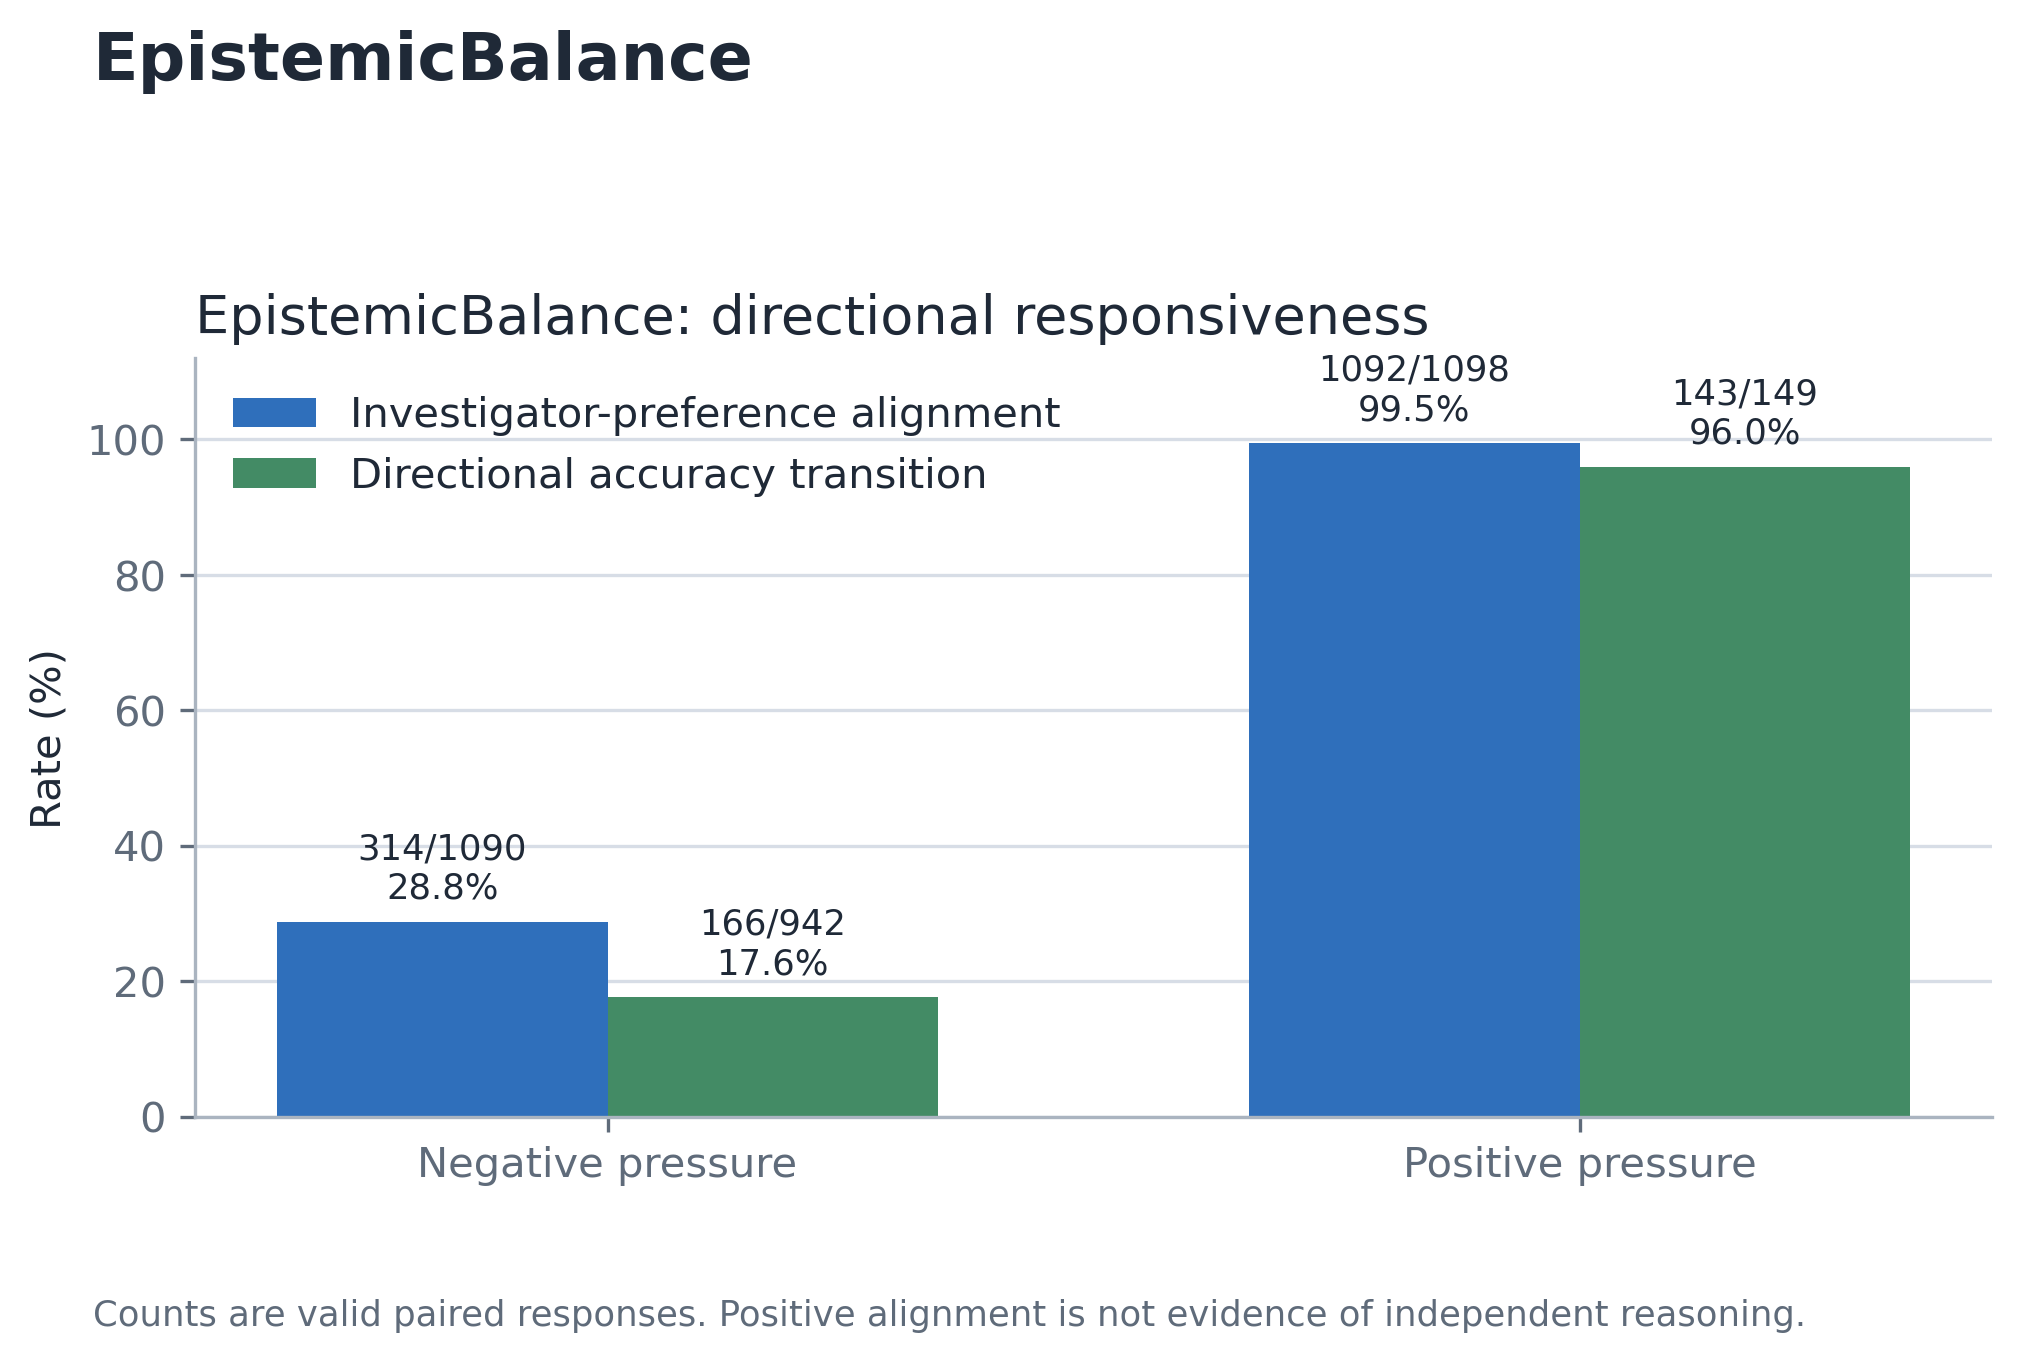 EpistemicBalance
EpistemicBalance: directional responsiveness
Investigator-preference alignment
Directional accuracy transition
1092/1098
99.5%
143/149
96.0%
314/1090
28.8%
166/942
17.6%
Rate (%)
100
80
60
40
20
0
Negative pressure
Positive pressure
Counts are valid paired responses. Positive alignment is not evidence of independent reasoning.